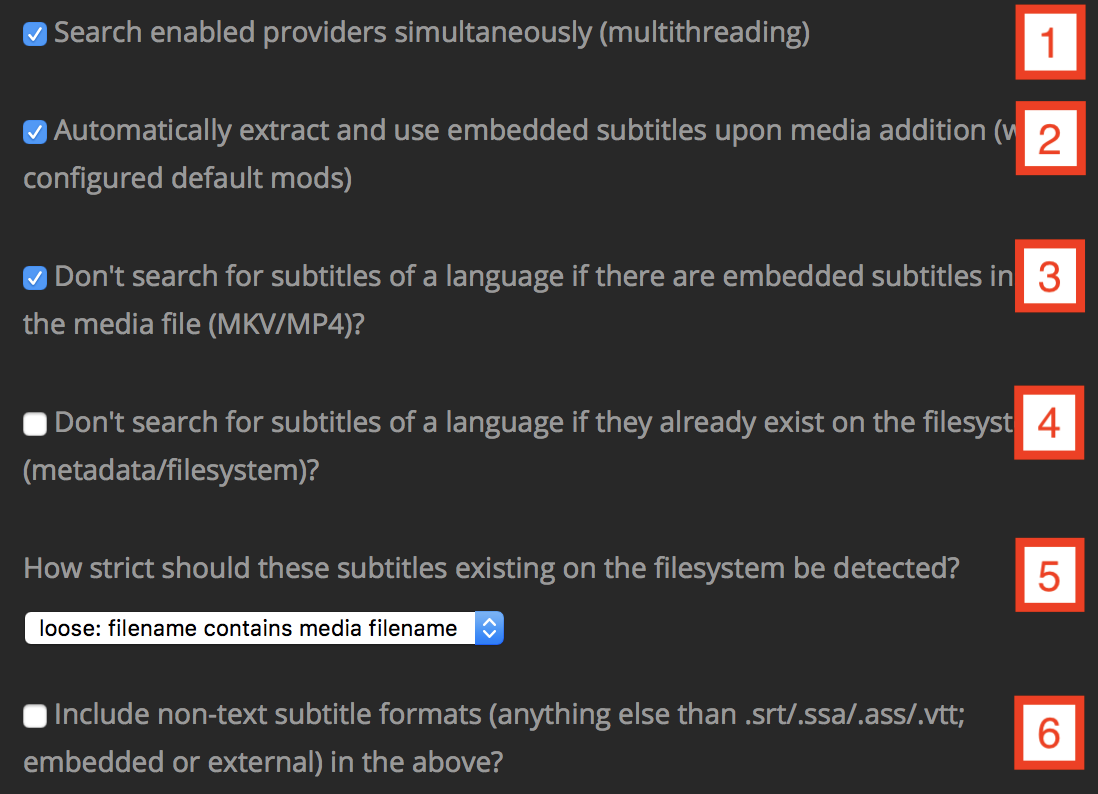 Search enabled providers simultaneously (multithreading)
1
Automatically extract and use embedded subtitles upon media addition
2
configured default mods)
Don't search for subtitles of a language if there are embedded subtitles in
3
the media file (MKV/MP4)?
Don't search for subtitles of a language if they already exist on the
4
(metadata/filesystem)?
How strict should these subtitles existing on the filesystem be detected?
5
loose: filename contains media filename
Include non-text subtitle formats (anything else than .srt/.ssa/.ass/.vtt;
6
embedded or external) in the above?